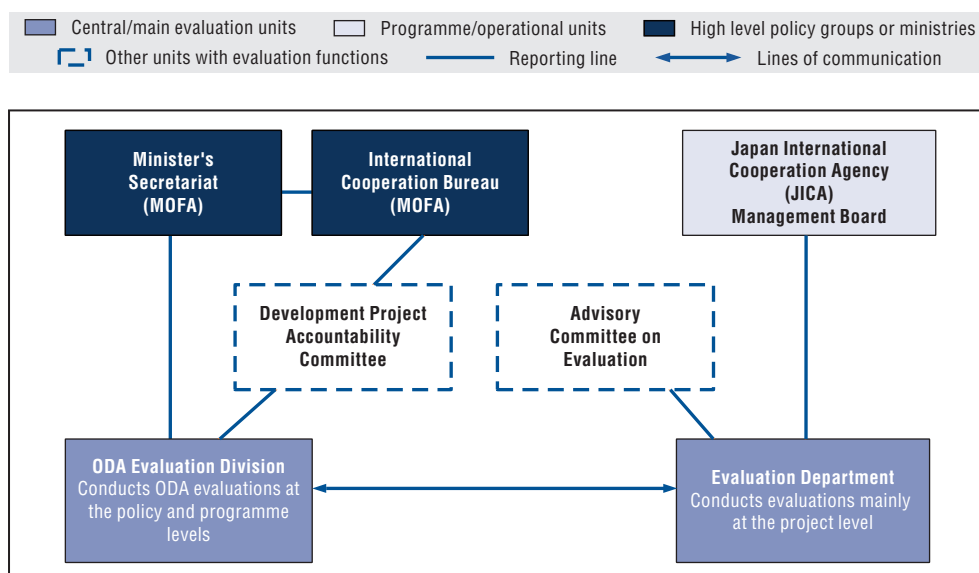 Central/main evaluation units
Programme/operational units
High level policy groups or ministries
Other units with evaluation functions
Reporting line
Lines of communication
Minister's
Secretariat
(MOFA)
International
Cooperation Bureau
(MOFA)
Japan International
Cooperation Agency
(JICA)
Management Board
Development Project
Accountability
Committee
Advisory
Committee on
Evaluation
ODA Evaluation Division
Conducts ODA evaluations at
the policy and programme
levels
Evaluation Department
Conducts evaluations mainly
at the project level